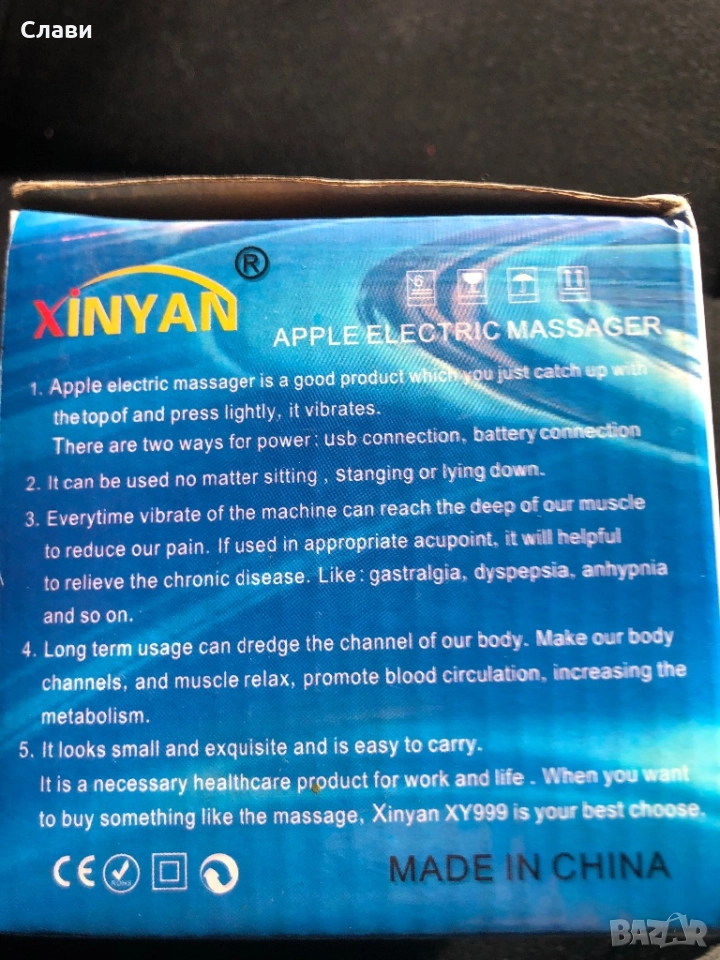 Слави
XINYAN®
6
APPLE ELECTRIC MASSAGER
1. Apple electric massager is a good product which you just catch up with
the top of and press lightly, it vibrates.
There are two ways for power: usb connection, battery connection
2. It can be used no matter sitting , Stanging or lying down.
3. Everytime vibrate of the machine can reach the deep of our muscle
to reduce our pain. If used in appropriate acupoint, it will helpful
to relieve the chronic disease. Like: gastralgia, dyspepsia, anhypnia
and so on.
4. Long term usage can dredge the channel of our body. Make our body
channels, and muscle relax, promote blood circulation, increasing the
metabolism.
5. It looks small and exquisite and is easy to carry.
It is a necessary healthcare product for work and life . When you want
to buy something like the massage, Xinyan XY999 is your best choose.
CE RoHS MADE IN CHINA
BAZAR